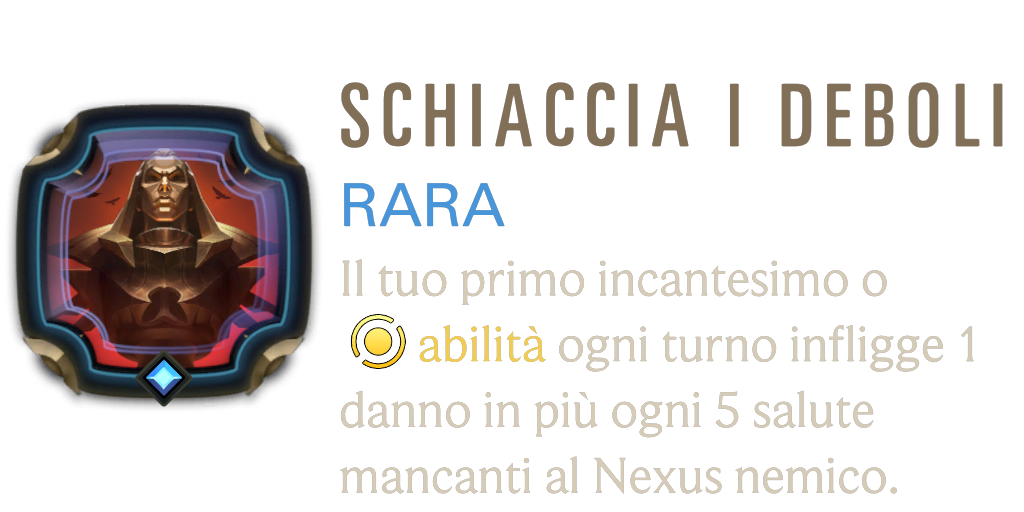 SCHIACCIA I DEBOLI
RARA
Il tuo primo incantesimo o
abilità ogni turno infligge 1
danno in più ogni 5 salute
mancanti al Nexus nemico.